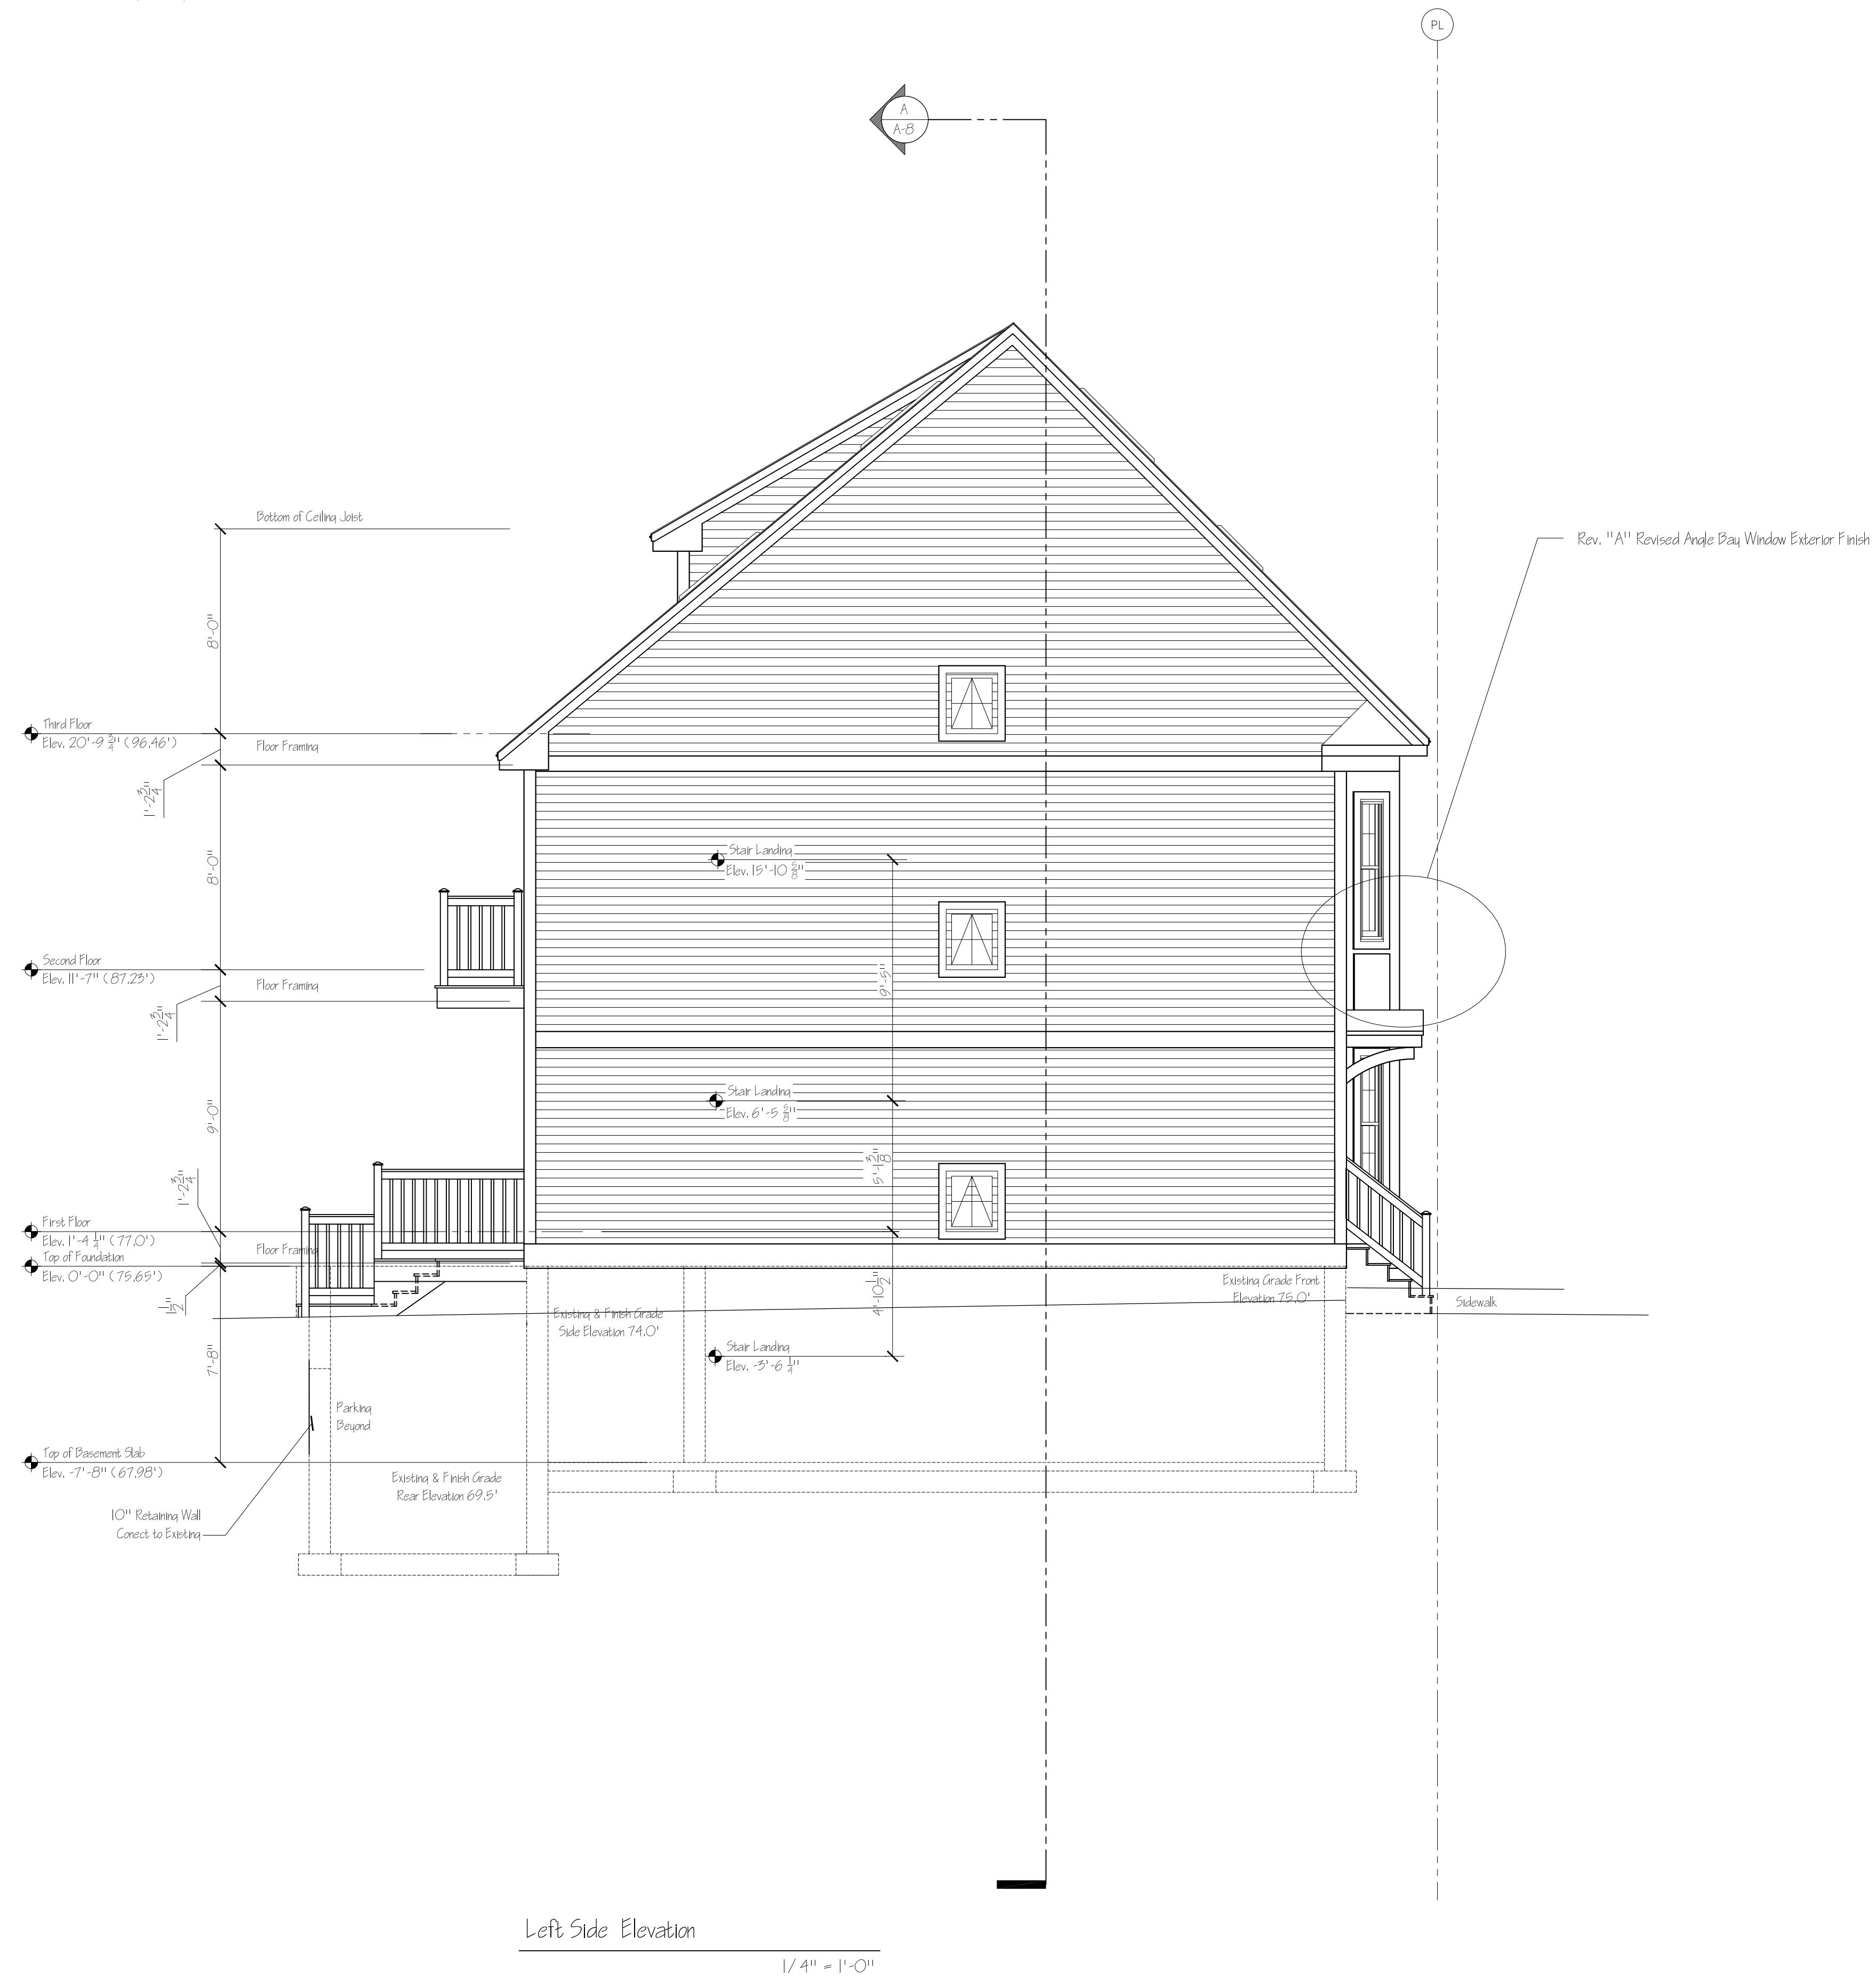 PL
A
A-8
Rev. "A" Revised Angle Bay Window Exterior Finish
Bottom of Ceiling Joist
8'-0"
Third Floor
Elev. 20'-9 3/4" (96.46')
Floor Framing
1'-2 3/4"
8'-0"
Stair Landing
Elev. 15'-10 5/8"
Second Floor
Elev. 11'-7" (87.23')
Floor Framing
9'-5"
1'-2 3/4"
Stair Landing
Elev. 6'-5 5/8"
9'-0"
5'-1 3/8"
1'-2 3/4"
First Floor
Elev. 1'-4 1/4" (77.0')
Floor Framing
Top of Foundation
Elev. 0'-0" (75.65')
1 1/2"
4'-10 1/2"
Existing Grade Front
Elevation 75.0'
Sidewalk
Existing & Finish Grade
Side Elevation 74.0'
Stair Landing
Elev. -3'-6 1/4"
7'-8"
Parking
Beyond
Top of Basement Slab
Elev. -7'-8" (67.98')
Existing & Finish Grade
Rear Elevation 69.5'
10" Retaining Wall
Conect to Existing
Left Side Elevation
1/4" = 1'-0"